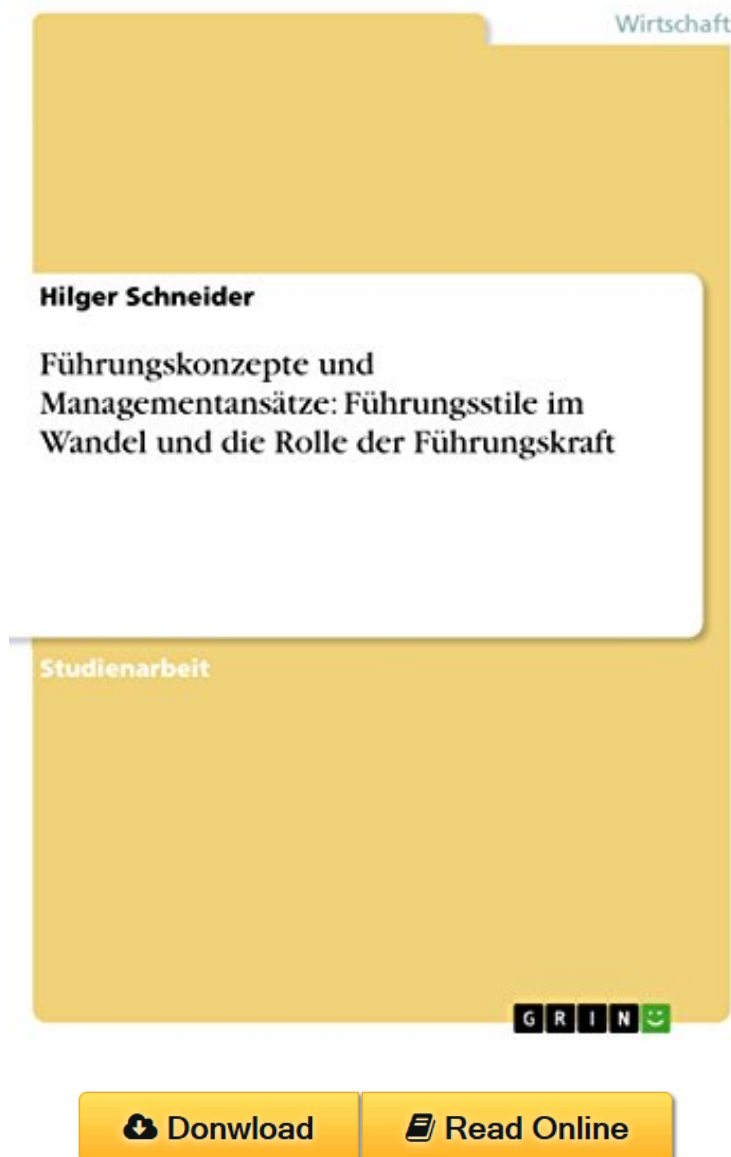 Wirtschaft
Hilger Schneider
Führungskonzepte und
Managementansätze: Führungsstile im
Wandel und die Rolle der Führungskraft
Studienarbeit
GRIN
Donwload
Read Online